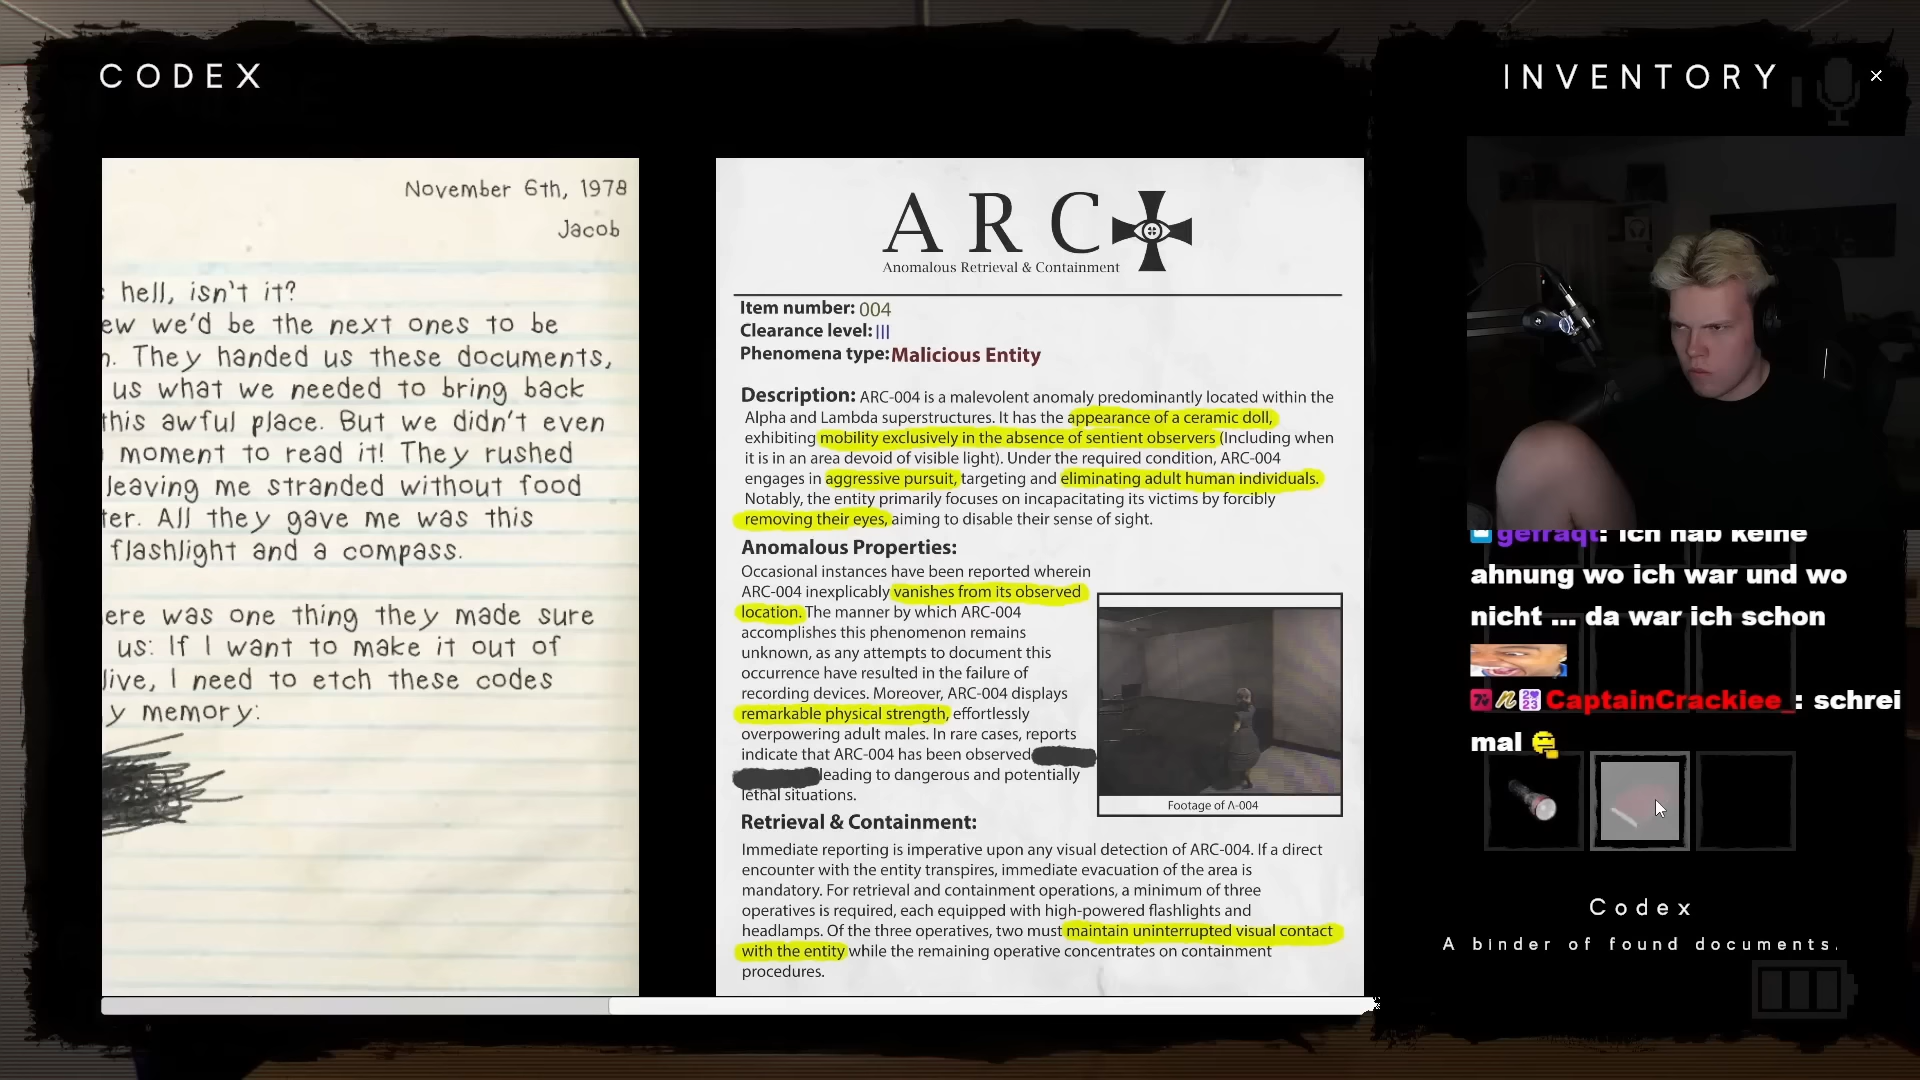 CODEX
INVENTORY
November 6th, 1978
Jacob
hell, isn't it?
ew we'd be the next ones to be
They handed us these documents,
us what we needed to bring back
this awful place. But we didn't even
moment to read it! They rushed
leaving me stranded without food
ter. All they gave me was this
flashlight and a compass.
ere was one thing they made sure
us: If I want to make it out of
live, I need to etch these codes
y memory:
ARC
Anomalous Retrieval & Containment
Item number: 004
Clearance level: III
Phenomena type: Malicious Entity
Description: ARC-004 is a malevolent anomaly predominantly located within the
Alpha and Lambda superstructures. It has the appearance of a ceramic doll,
exhibiting mobility exclusively in the absence of sentient observers (Including when
it is in an area devoid of visible light). Under the required condition, ARC-004
engages in aggressive pursuit, targeting and eliminating adult human individuals.
Notably, the entity primarily focuses on incapacitating its victims by forcibly
removing their eyes, aiming to disable their sense of sight.
Anomalous Properties:
Occasional instances have been reported wherein
ARC-004 inexplicably vanishes from its observed
location. The manner by which ARC-004
accomplishes this phenomenon remains
unknown, as any attempts to document this
occurrence have resulted in the failure of
recording devices. Moreover, ARC-004 displays
remarkable physical strength, effortlessly
overpowering adult males. In rare cases, reports
indicate that ARC-004 has been observed
leading to dangerous and potentially
lethal situations.
Footage of Λ-004
Retrieval & Containment:
Immediate reporting is imperative upon any visual detection of ARC-004. If a direct
encounter with the entity transpires, immediate evacuation of the area is
mandatory. For retrieval and containment operations, a minimum of three
operatives is required, each equipped with high-powered flashlights and
headlamps. Of the three operatives, two must maintain uninterrupted visual contact
with the entity while the remaining operative concentrates on containment
procedures.
gefraqt: Ich hab keine
ahnung wo ich war und wo
nicht ... da war ich schon
CaptainCrackiee_: schrei
mal
Codex
A binder of found documents.